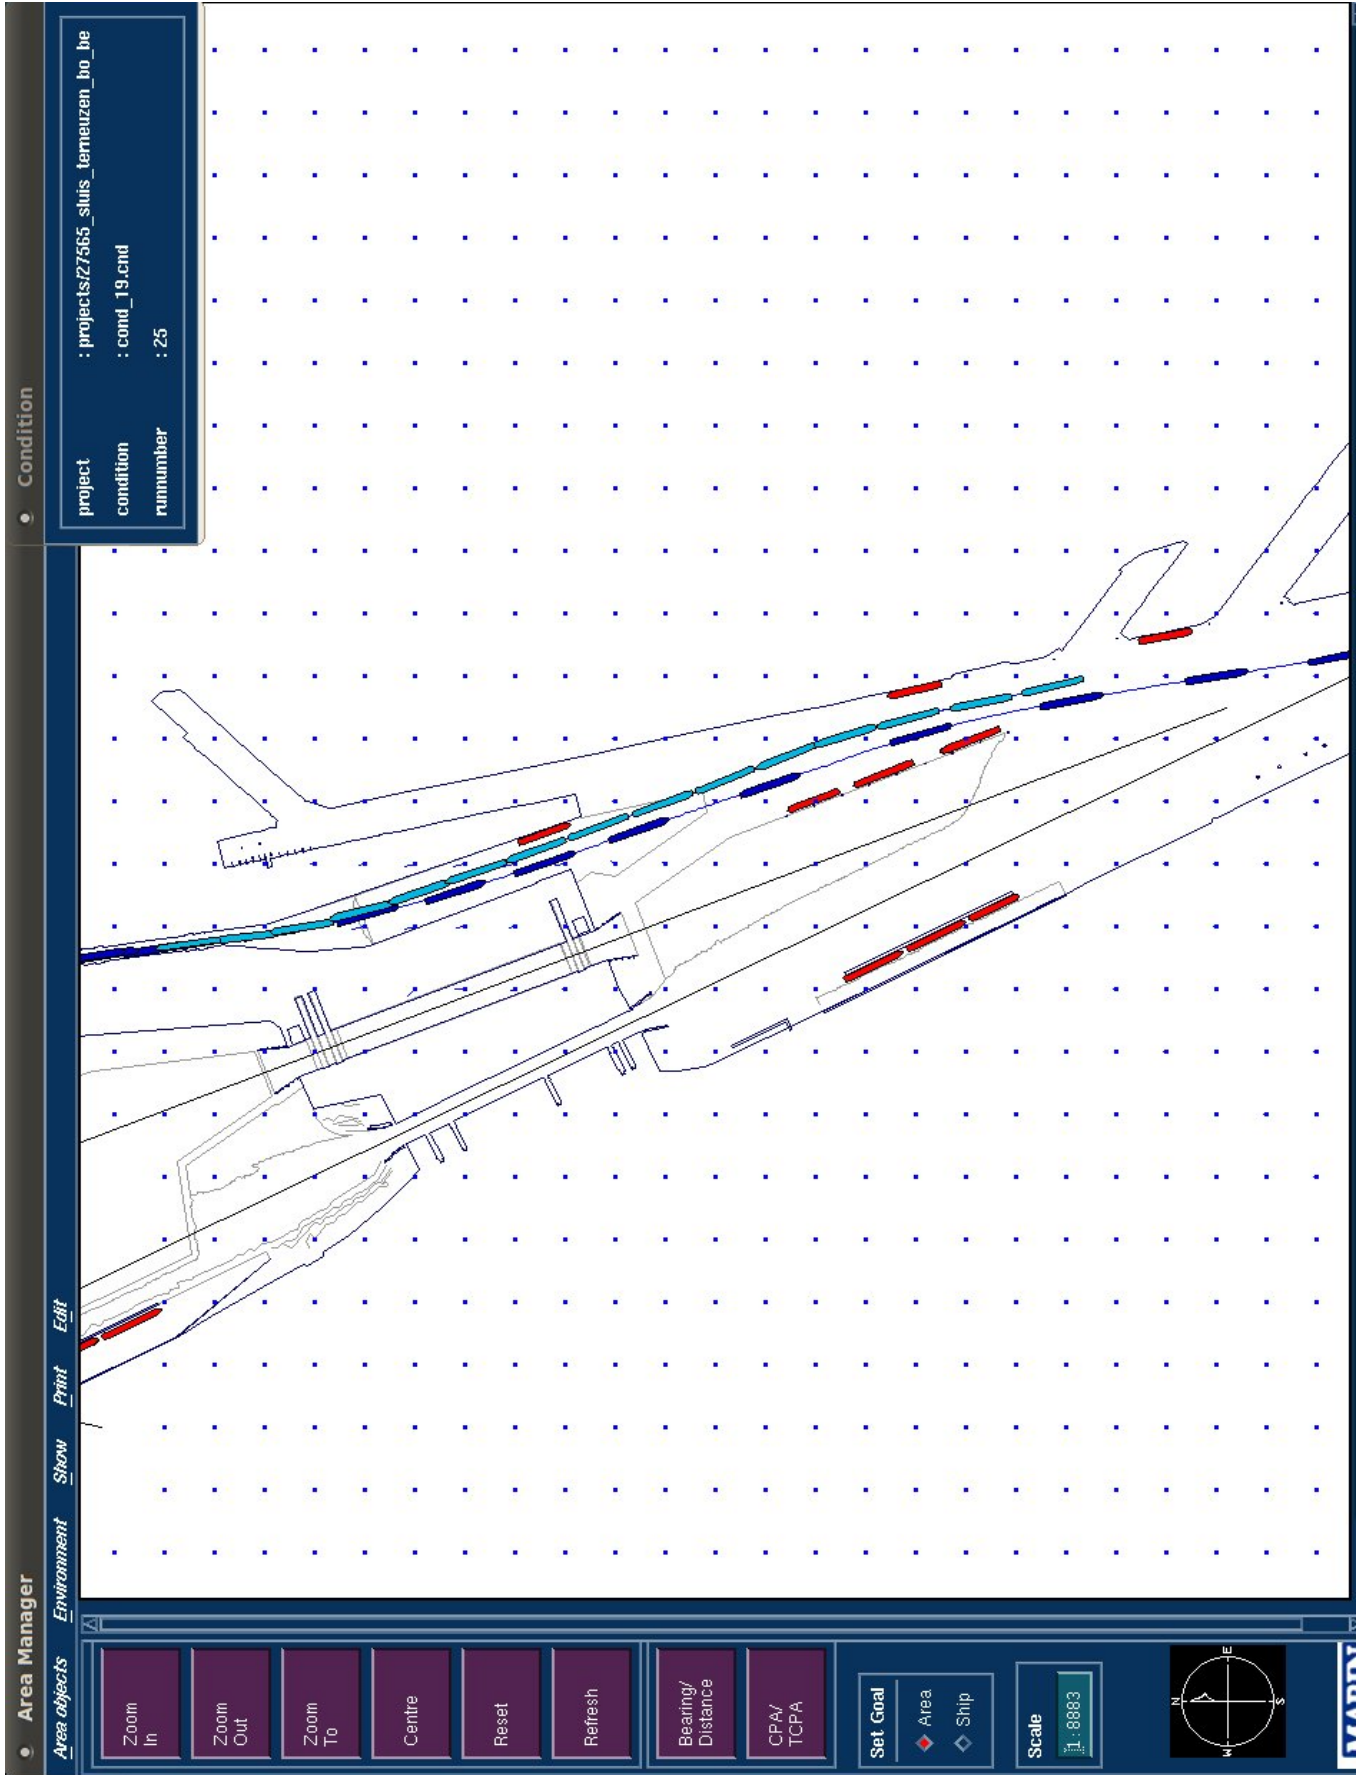 Area Manager
Condition
Area objects Environment Show Print Edit
project : projects/27565_sluis_terneuzen_bo_be
condition : cond_19.cnd
runnumber : 25
Zoom
In
Zoom
Out
Zoom
To
Centre
Reset
Refresh
Bearing/
Distance
CPA/
TCPA
Set Goal
Area
Ship
Scale
1:8883
N
W
E
S